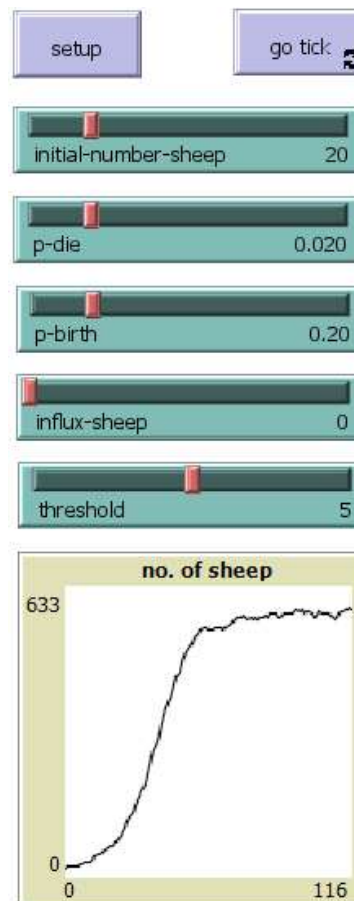 setup
go tick
initial-number-sheep 20
p-die 0.020
p-birth 0.20
influx-sheep 0
threshold 5
no. of sheep
633
0
0 116